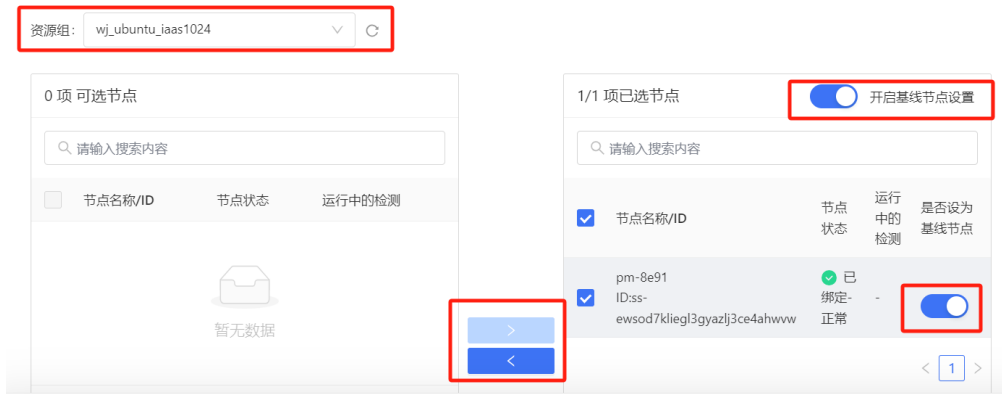 资源组： wj_ubuntu_iaas1024
0 项 可选节点
请输入搜索内容
节点名称/ID 节点状态 运行中的检测
暂无数据
> 
<
1/1 项已选节点 开启基线节点设置
请输入搜索内容
节点名称/ID 节点状态 运行中的检测 是否设为基线节点
pm-8e91
ID:ss-
ewsod7kliegl3gyazlj3ce4ahwvw
已绑定-正常
-
< 1 >